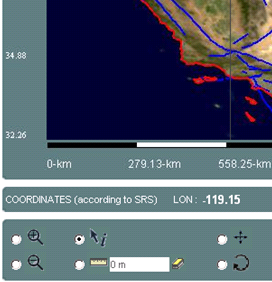 34.88
32.26
0-km 279.13-km 558.25-km
COORDINATES (according to SRS) LON : -119.15
i
0 m